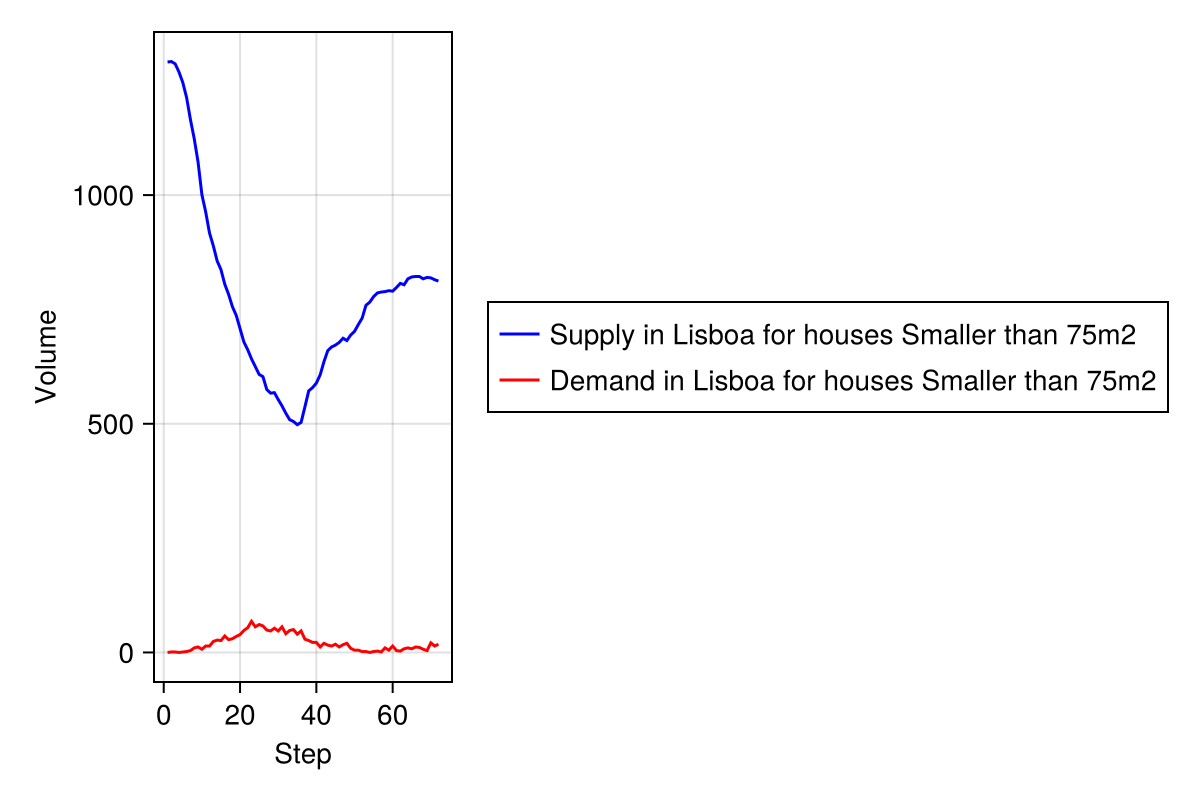 Volume
1000
500
0
0 20 40 60
Step
Supply in Lisboa for houses Smaller than 75m2
Demand in Lisboa for houses Smaller than 75m2